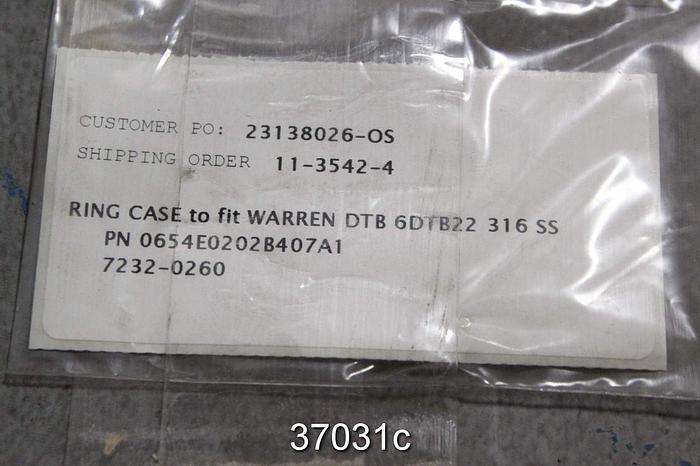 CUSTOMER PO: 23138026-OS
SHIPPING ORDER 11-3542-4
RING CASE to fit WARREN DTB 6DTB22 316 SS
PN 0654E0202B407A1
7232-0260
37031c